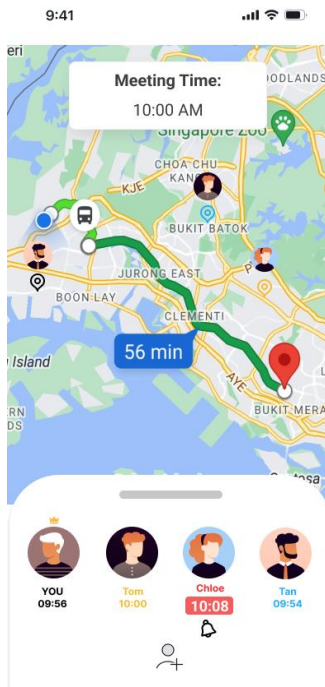 9:41
eri
Meeting Time:
10:00 AM
OODLANDS
Singapore Zoo
CHOA CHU
KANG
KJE
BUKIT BATOK
P
JURONG EAST
BOON LAY
CLEMENTI
56 min
Island
AYE
ERN
DS
BUKIT MERA
YOU
09:56
Tom
10:00
Chloe
10:08
Tan
09:54